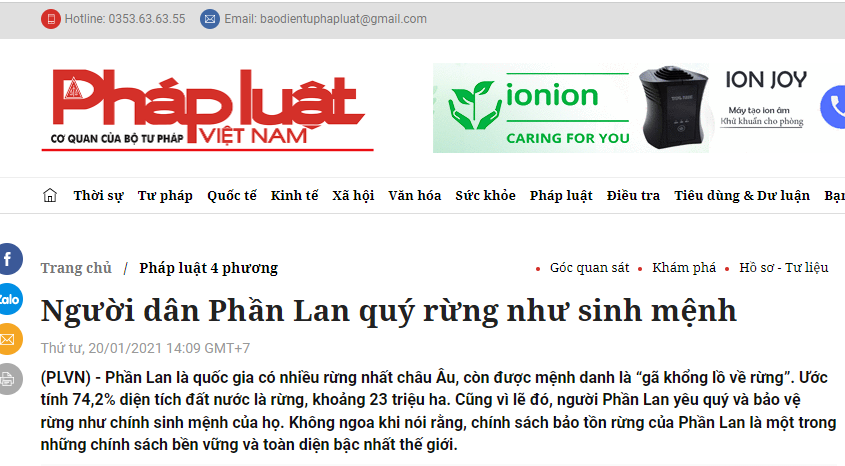 Hotline: 0353.63.63.55 Email: baodientuphapluat@gmail.com
Pháp luật
CƠ QUAN CỦA BỘ TƯ PHÁP VIỆT NAM
ionion
CARING FOR YOU
ION JOY
Máy tạo ion âm
Khử khuẩn cho phòng
Thời sự Tư pháp Quốc tế Kinh tế Xã hội Văn hóa Sức khỏe Pháp luật Điều tra Tiêu dùng & Dư luận Bạ
Trang chủ / Pháp luật 4 phương • Góc quan sát • Khám phá • Hồ sơ - Tư liệu
Zalo
Người dân Phần Lan quý rừng như sinh mệnh
Thứ tư, 20/01/2021 14:09 GMT+7
(PLVN) - Phần Lan là quốc gia có nhiều rừng nhất châu Âu, còn được mệnh danh là “gã khổng lồ về rừng”. Ước
tính 74,2% diện tích đất nước là rừng, khoảng 23 triệu ha. Cũng vì lẽ đó, người Phần Lan yêu quý và bảo vệ
rừng như chính sinh mệnh của họ. Không ngoa khi nói rằng, chính sách bảo tồn rừng của Phần Lan là một trong
những chính sách bền vững và toàn diện bậc nhất thế giới.